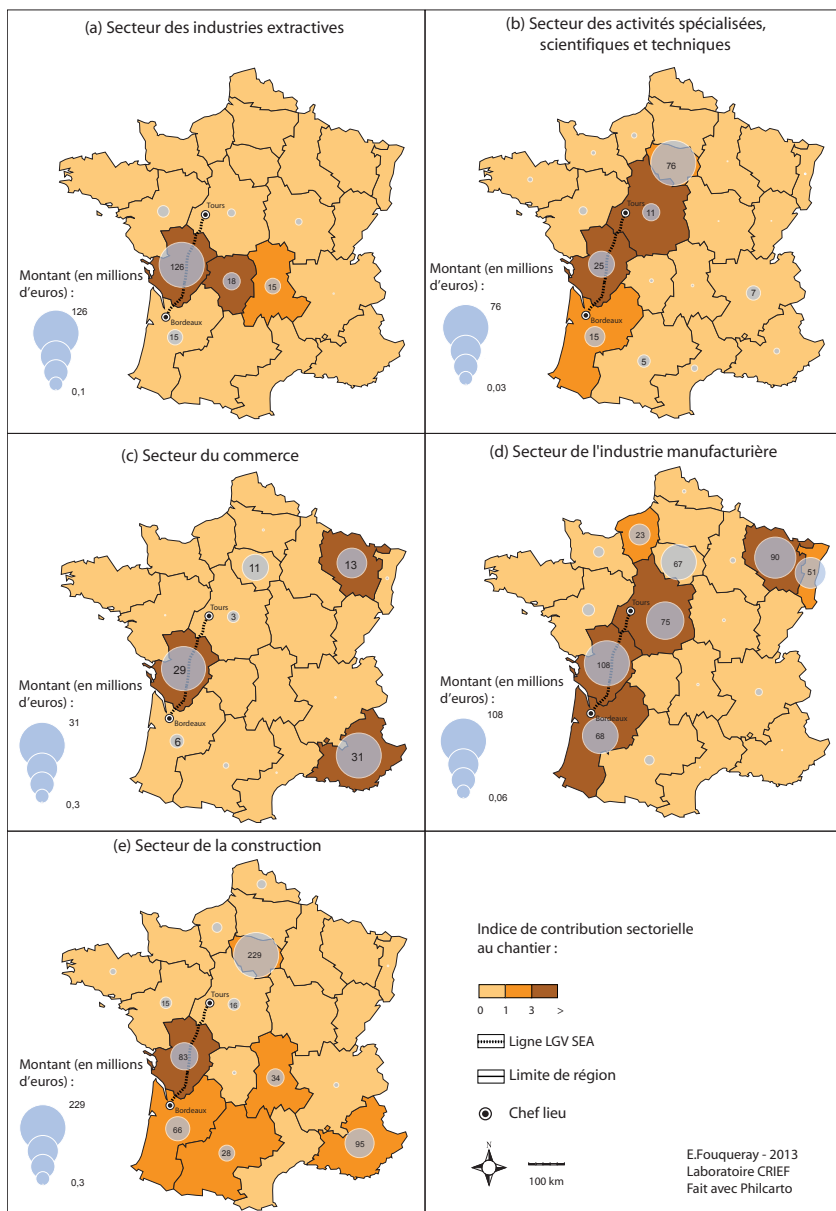 (a) Secteur des industries extractives
Tours
126
18
15
Bordeaux
15
Montant (en millions
d'euros) :
126
0,1
(b) Secteur des activités spécialisées,
scientifiques et techniques
76
Tours
11
25
7
Bordeaux
15
5
Montant (en millions
d'euros) :
76
0,03
(c) Secteur du commerce
11
13
Tours
3
29
Bordeaux
6
31
Montant (en millions
d'euros) :
31
0,3
(d) Secteur de l'industrie manufacturière
23
67
90
51
Tours
75
108
Bordeaux
68
Montant (en millions
d'euros) :
108
0,06
(e) Secteur de la construction
229
Tours
15
16
83
34
Bordeaux
66
28
95
Montant (en millions
d'euros) :
229
0,3
Indice de contribution sectorielle
au chantier :
0 1 3 >
Ligne LGV SEA
Limite de région
Chef lieu
N
100 km
E.Fouqueray - 2013
Laboratoire CRIEF
Fait avec Philcarto